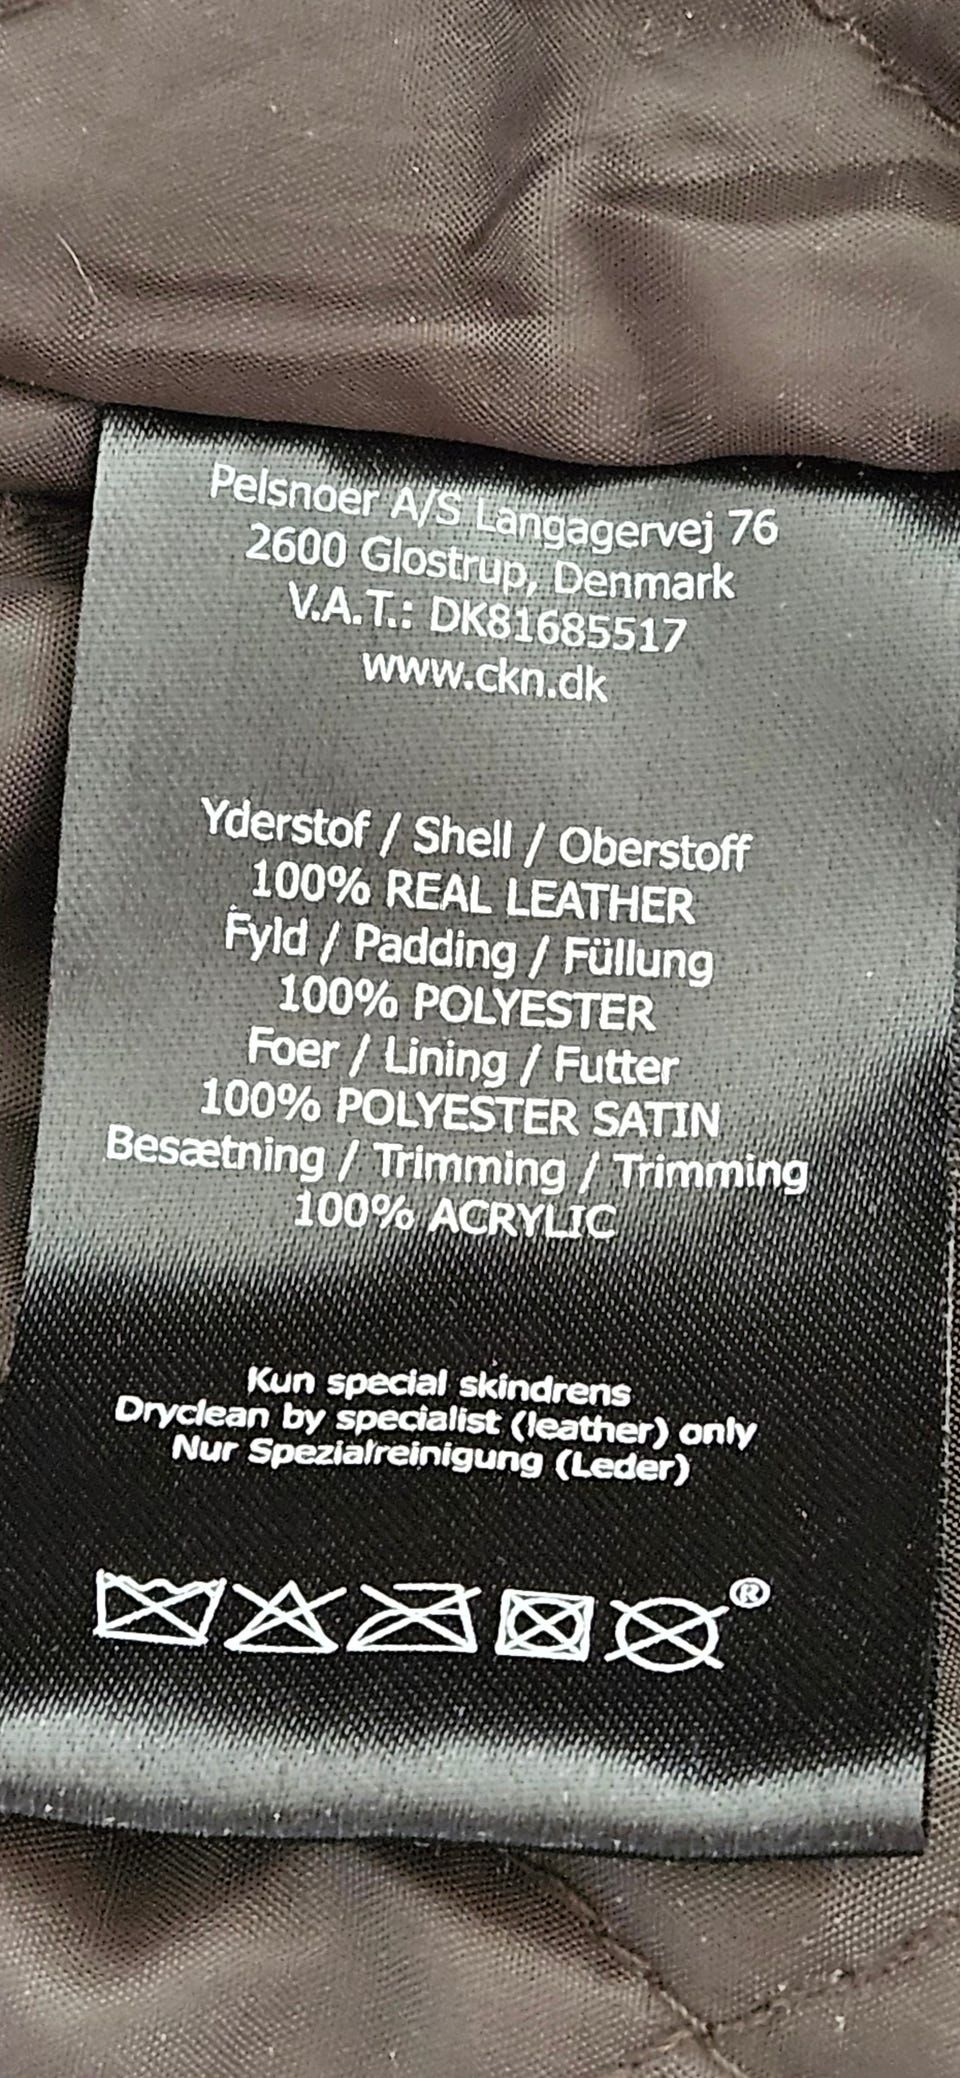 Pelsnoer A/S Langagervej 76
2600 Glostrup, Denmark
V.A.T.: DK81685517
www.ckn.dk
Yderstof / Shell / Oberstoff
100% REAL LEATHER
Fyld / Padding / Füllung
100% POLYESTER
Foer / Lining / Futter
100% POLYESTER SATIN
Besætning / Trimming / Trimming
100% ACRYLIC
Kun special skindrens
Dryclean by specialist (leather) only
Nur Spezialreinigung (Leder)
®